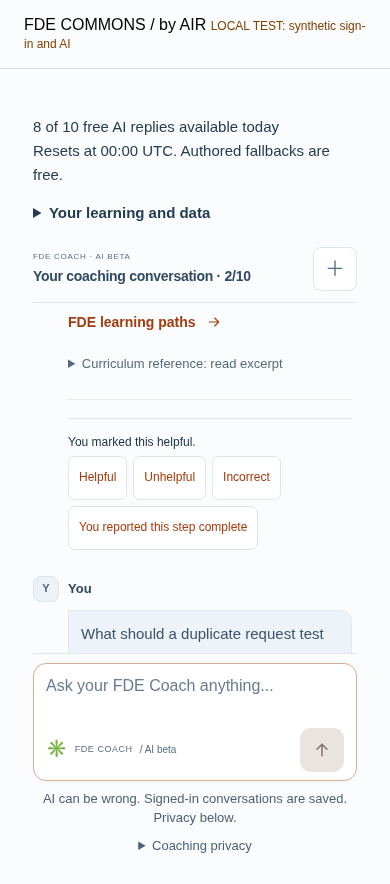 FDE COMMONS / by AIR LOCAL TEST: synthetic sign-
in and AI
8 of 10 free AI replies available today
Resets at 00:00 UTC. Authored fallbacks are
free.
Your learning and data
FDE COACH · AI BETA
Your coaching conversation · 2/10
FDE learning paths →
Curriculum reference: read excerpt
You marked this helpful.
Helpful Unhelpful Incorrect
You reported this step complete
Y You
What should a duplicate request test
Ask your FDE Coach anything...
FDE COACH / AI beta
AI can be wrong. Signed-in conversations are saved.
Privacy below.
Coaching privacy